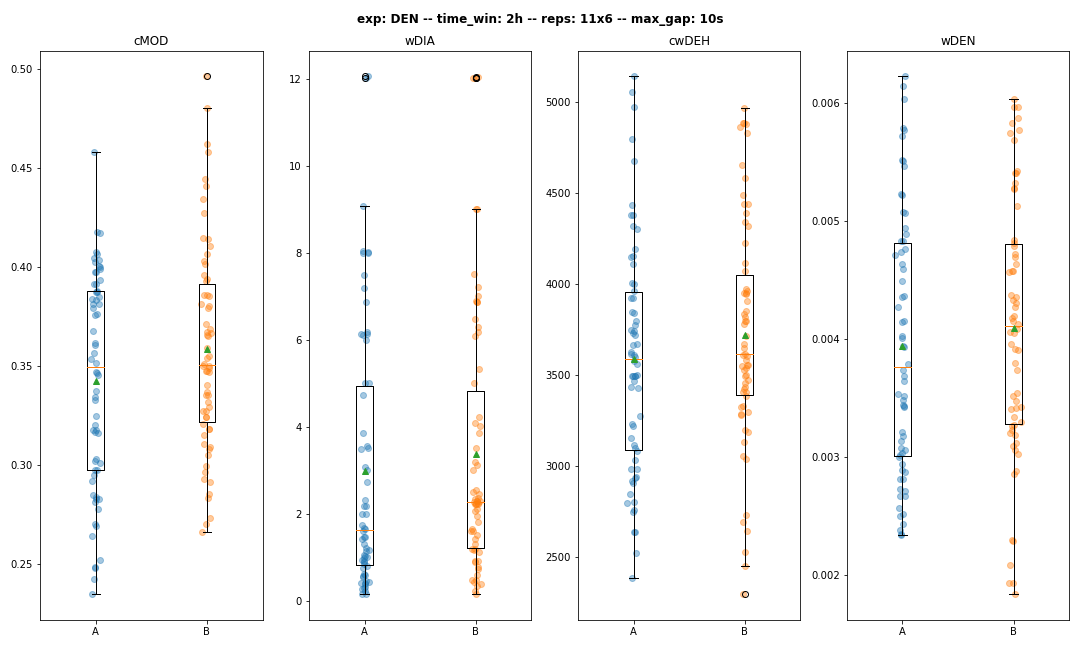 exp: DEN -- time_win: 2h -- reps: 11x6 -- max_gap: 10s
cMOD
wDIA
cwDEH
wDEN
0.50
0.45
0.40
0.35
0.30
0.25
A
B
12
10
8
6
4
2
0
A
B
5000
4500
4000
3500
3000
2500
A
B
0.006
0.005
0.004
0.003
0.002
A
B